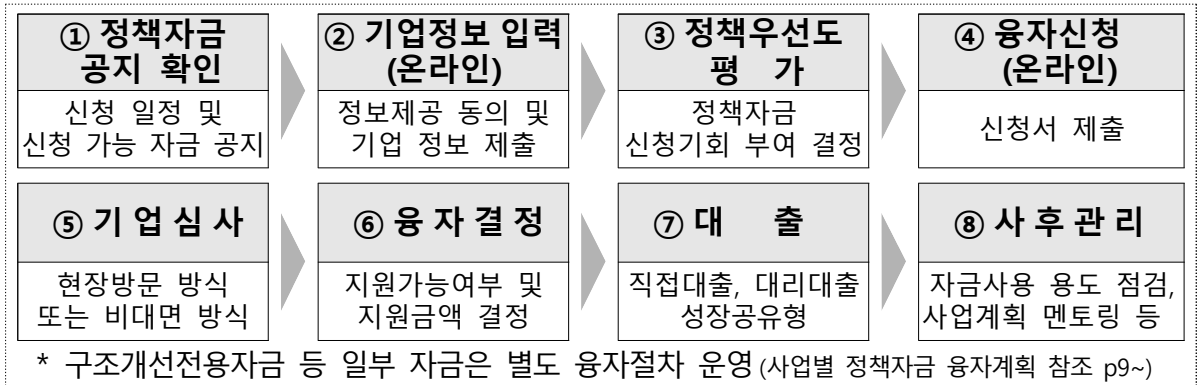 ① 정책자금
공지 확인
신청 일정 및
신청 가능 자금 공지
② 기업정보 입력
(온라인)
정보제공 동의 및
기업 정보 제출
③ 정책우선도
평 가
정책자금
신청기회 부여 결정
④ 융자신청
(온라인)
신청서 제출
⑤ 기 업 심 사
현장방문 방식
또는 비대면 방식
⑥ 융 자 결 정
지원가능여부 및
지원금액 결정
⑦ 대 출
직접대출, 대리대출
성장공유형
⑧ 사 후 관 리
자금사용 용도 점검,
사업계획 멘토링 등
* 구조개선전용자금 등 일부 자금은 별도 융자절차 운영 (사업별 정책자금 융자계획 참조 p9~)